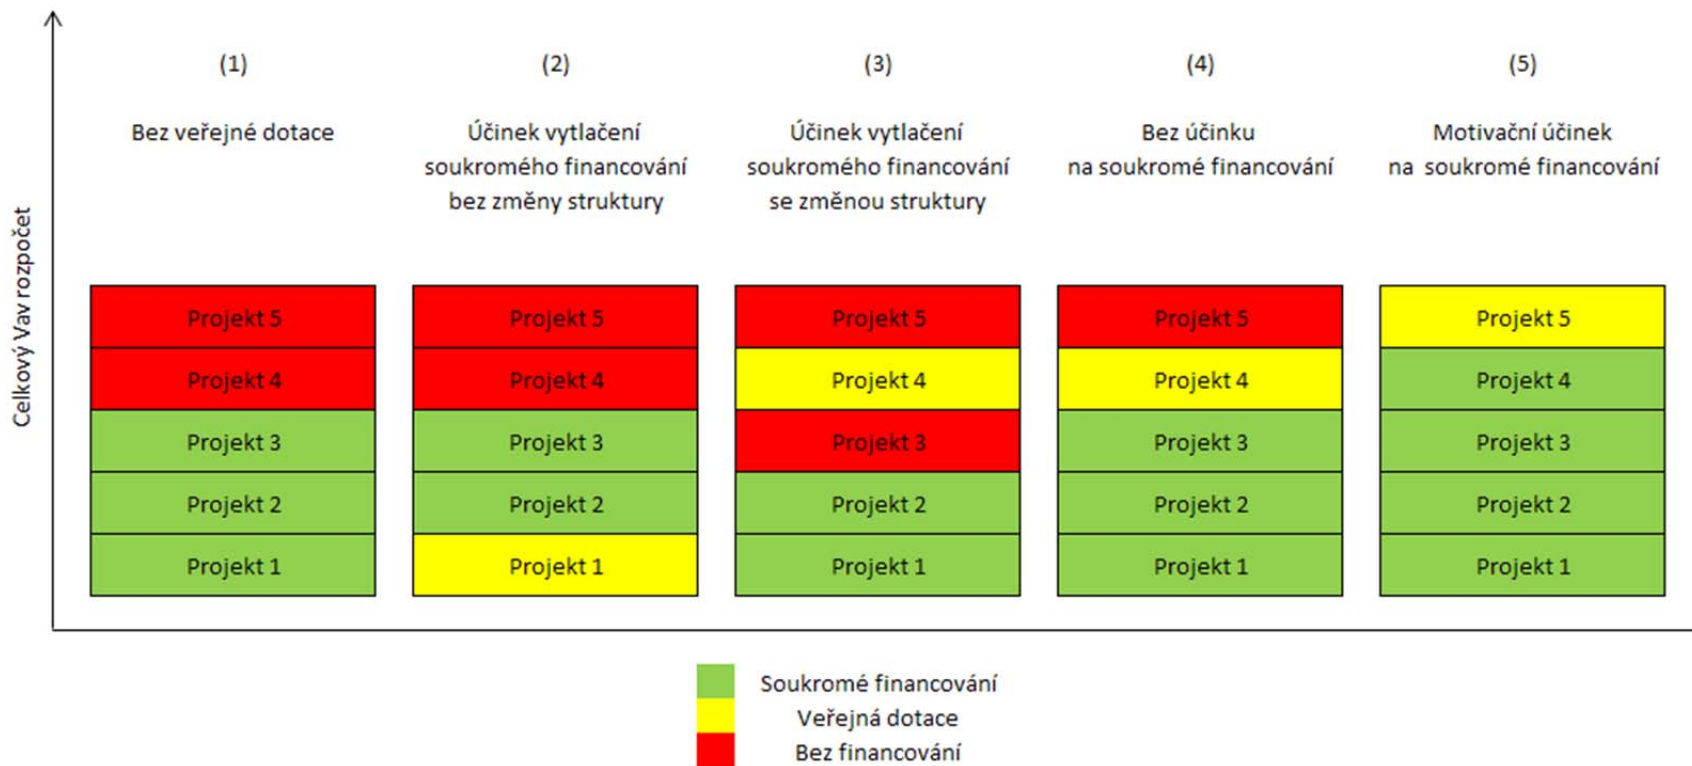 Celkový Vav rozpočet
(1)
Bez veřejné dotace
Projekt 5
Projekt 4
Projekt 3
Projekt 2
Projekt 1
(2)
Účinek vytlačení
soukromého financování
bez změny struktury
Projekt 5
Projekt 4
Projekt 3
Projekt 2
Projekt 1
(3)
Účinek vytlačení
soukromého financování
se změnou struktury
Projekt 5
Projekt 4
Projekt 3
Projekt 2
Projekt 1
(4)
Bez účinku
na soukromé financování
Projekt 5
Projekt 4
Projekt 3
Projekt 2
Projekt 1
(5)
Motivační účinek
na soukromé financování
Projekt 5
Projekt 4
Projekt 3
Projekt 2
Projekt 1
Soukromé financování
Veřejná dotace
Bez financování